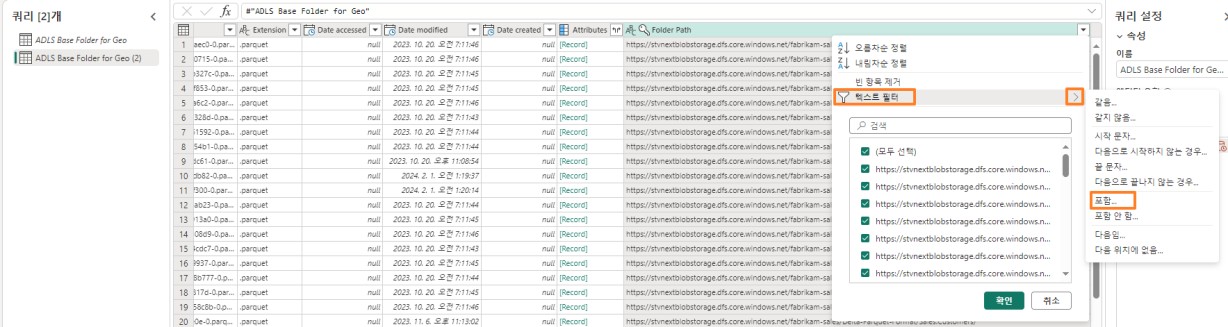 쿼리 [2]개
ADLS Base Folder for Geo
ADLS Base Folder for Geo (2)
fx #"ADLS Base Folder for Geo"
Extension Date accessed Date modified Date created Attributes Folder Path
1 aec0-0.par... .parquet null 2023. 10. 20. 오전 7:11:46 null [Record] https://stvnextblobstorage.dfs.core.windows.net/fabrikam-sal
2 0715-0.pa... .parquet null 2023. 10. 20. 오전 7:11:46 null [Record] https://stvnextblobstorage.dfs.core.windows.net/fabrikam-sal
3 ›327c-0.pa... .parquet null 2023. 10. 20. 오전 7:11:45 null [Record] https://stvnextblobstorage.dfs.core.windows.net/fabrikam-sal
4 f853-0.par... .parquet null 2023. 10. 20. 오전 7:11:45 null [Record] https://stvnextblobstorage.dfs.core.windows.net/fabrikam-sal
5 a6c2-0.par... .parquet null 2023. 10. 20. 오전 7:11:46 null [Record] https://stvnextblobstorage.dfs.core.windows.net/fabrikam-sal
6 328d-0.par... .parquet null 2023. 10. 20. 오전 7:11:43 null [Record] https://stvnextblobstorage.dfs.core.windows.net/fabrikam-sal
7 1592-0.par... .parquet null 2023. 10. 20. 오전 7:11:44 null [Record] https://stvnextblobstorage.dfs.core.windows.net/fabrikam-sal
8 54b1-0.par... .parquet null 2023. 10. 20. 오전 7:11:44 null [Record] https://stvnextblobstorage.dfs.core.windows.net/fabrikam-sal
9 3c61-0.par... .parquet null 2023. 10. 20. 오후 11:08:54 null [Record] https://stvnextblobstorage.dfs.core.windows.net/fabrikam-sal
10 db82-0.pa... .parquet null 2024. 2. 1. 오전 1:19:37 null [Record] https://stvnextblobstorage.dfs.core.windows.net/fabrikam-sal
11 f300-0.par... .parquet null 2024. 2. 1. 오전 1:20:14 null [Record] https://stvnextblobstorage.dfs.core.windows.net/fabrikam-sal
12 ab23-0.pa... .parquet null 2023. 10. 20. 오전 7:11:44 null [Record] https://stvnextblobstorage.dfs.core.windows.net/fabrikam-sal
13 13a0-0.pa... .parquet null 2023. 10. 20. 오전 7:11:45 null [Record] https://stvnextblobstorage.dfs.core.windows.net/fabrikam-sal
14 08d9-0.pa... .parquet null 2023. 10. 20. 오전 7:11:46 null [Record] https://stvnextblobstorage.dfs.core.windows.net/fabrikam-sal
15 4cdc7-0.pa... .parquet null 2023. 10. 20. 오전 7:11:43 null [Record] https://stvnextblobstorage.dfs.core.windows.net/fabrikam-sal
16 9937-0.par... .parquet null 2023. 10. 20. 오전 7:11:45 null [Record] https://stvnextblobstorage.dfs.core.windows.net/fabrikam-sal
17 8b777-0.p... .parquet null 2023. 10. 20. 오전 7:11:44 null [Record] https://stvnextblobstorage.dfs.core.windows.net/fabrikam-sal
18 817d-0.par... .parquet null 2023. 10. 20. 오전 7:11:44 null [Record] https://stvnextblobstorage.dfs.core.windows.net/fabrikam-sal
19 58c8b-0.p... .parquet null 2023. 10. 20. 오전 7:11:46 null [Record] https://stvnextblobstorage.dfs.core.windows.net/fabrikam-sal
20 0e-0.parq... .parquet null 2023. 11. 6. 오후 11:13:02 null [Record] https://stvnextblobstorage.dfs.core.windows.net/fabrikam-sales/Delta-Parquet-Format/Sales.Customers/
오름차순 정렬
내림차순 정렬
빈 항목 제거
텍스트 필터
검색
(모두 선택)
https://stvnextblobstorage.dfs.core.windows.n...
https://stvnextblobstorage.dfs.core.windows.n...
https://stvnextblobstorage.dfs.core.windows.n...
https://stvnextblobstorage.dfs.core.windows.n...
https://stvnextblobstorage.dfs.core.windows.n...
https://stvnextblobstorage.dfs.core.windows.n...
https://stvnextblobstorage.dfs.core.windows.n...
확인 취소
같음...
같지 않음...
시작 문자...
다음으로 시작하지 않는 경우...
끝 문자...
다음으로 끝나지 않는 경우...
포함...
포함 안 함...
다음임...
다음 위치에 없음...
쿼리 설정
속성
이름
ADLS Base Folder for Ge...